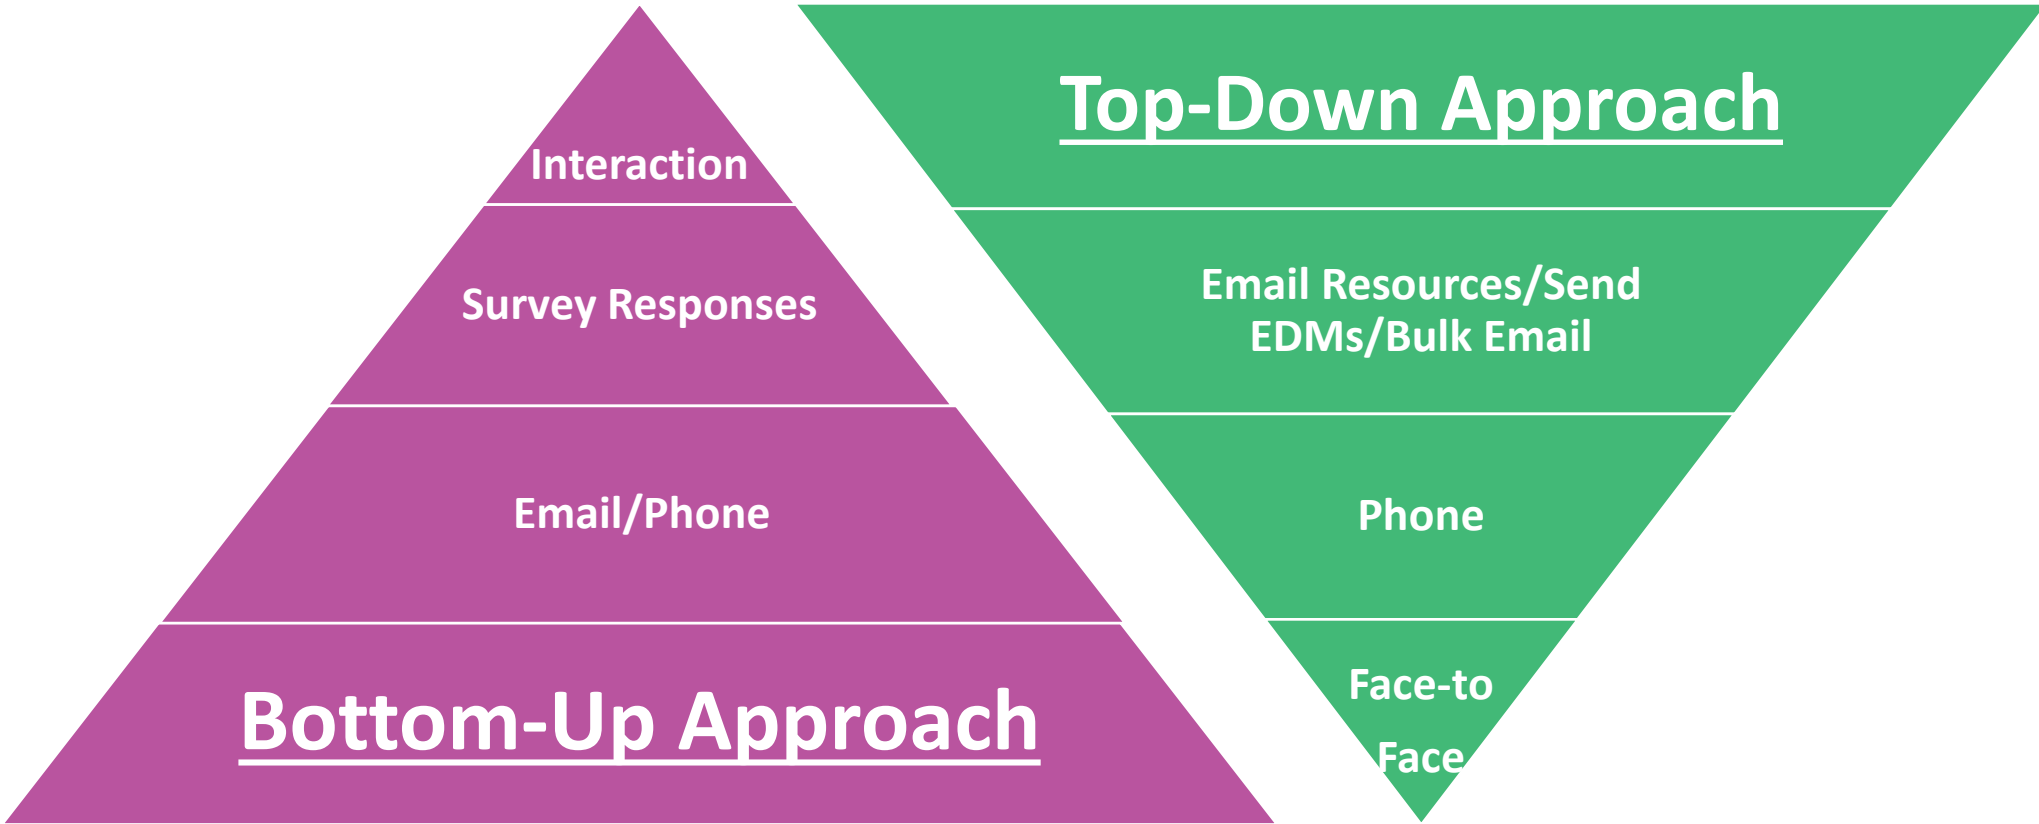 Interaction
Survey Responses
Email/Phone
Bottom-Up Approach
Top-Down Approach
Email Resources/Send
EDMs/Bulk Email
Phone
Face-to
Face